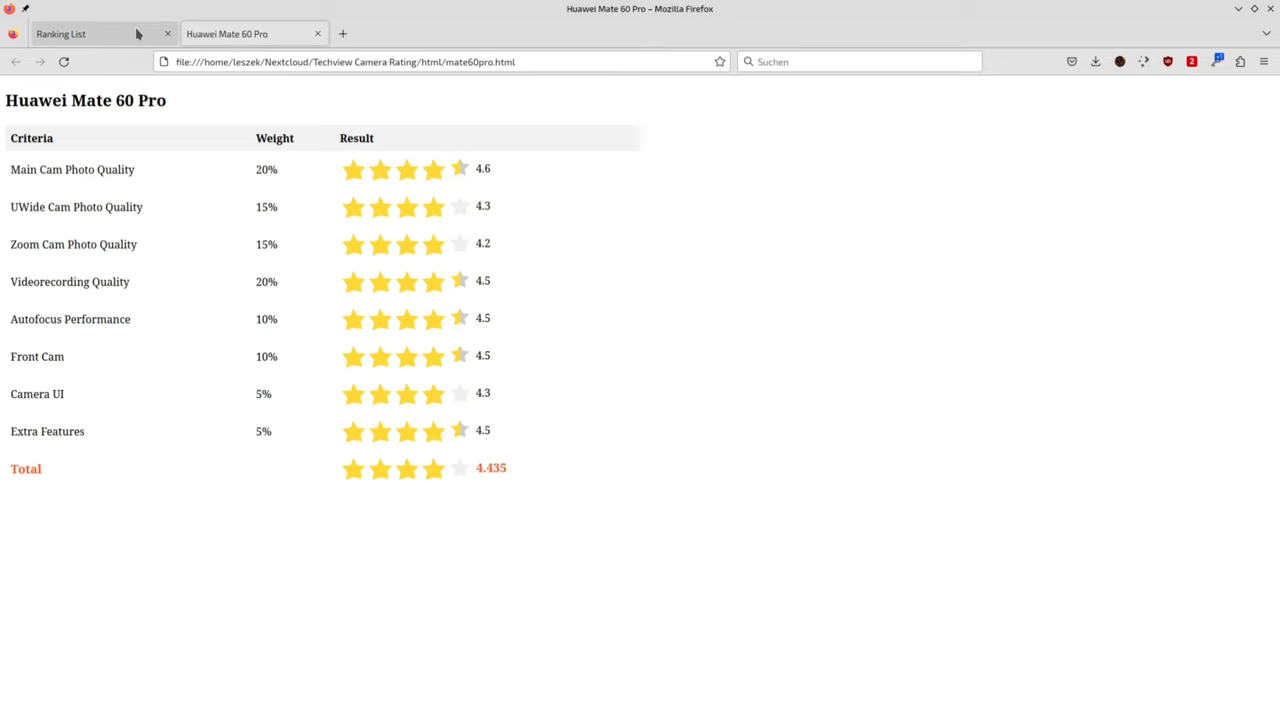 Huawei Mate 60 Pro – Mozilla Firefox
Ranking List
Huawei Mate 60 Pro
file:///home/leszek/Nextcloud/Techview Camera Rating/html/mate60pro.html
Suchen
2
Huawei Mate 60 Pro
Criteria Weight Result
Main Cam Photo Quality 20% 4.6
UWide Cam Photo Quality 15% 4.3
Zoom Cam Photo Quality 15% 4.2
Videorecording Quality 20% 4.5
Autofocus Performance 10% 4.5
Front Cam 10% 4.5
Camera UI 5% 4.3
Extra Features 5% 4.5
Total 4.435